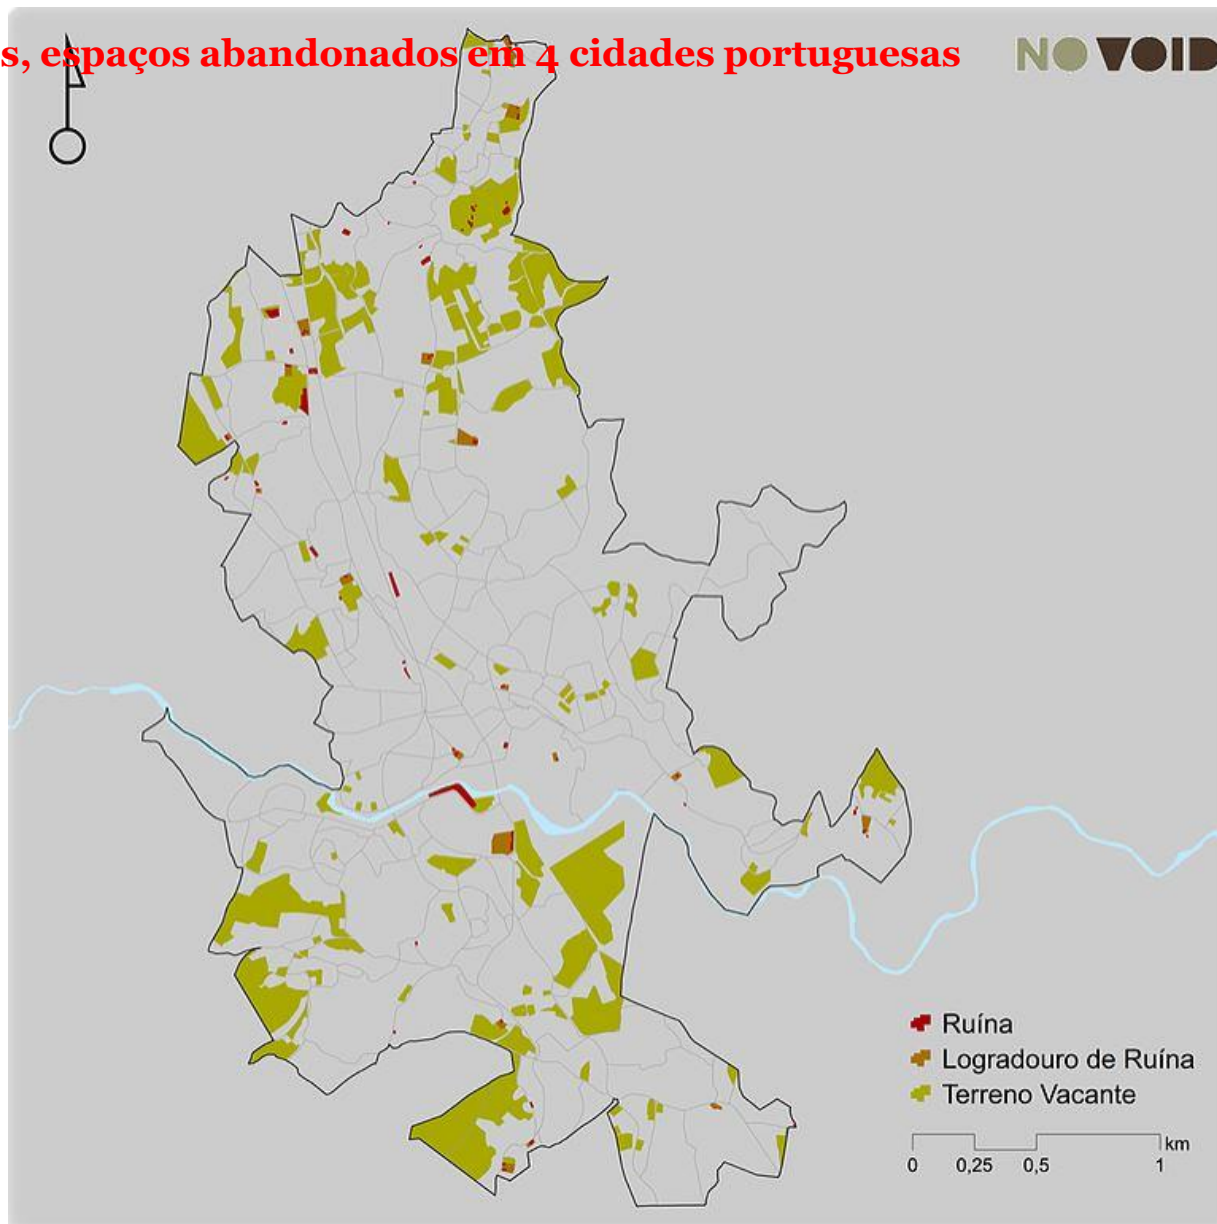 s, espaços abandonados em 4 cidades portuguesas
NO VOID
Ruína
Logradouro de Ruína
Terreno Vacante
km
0 0,25 0,5 1